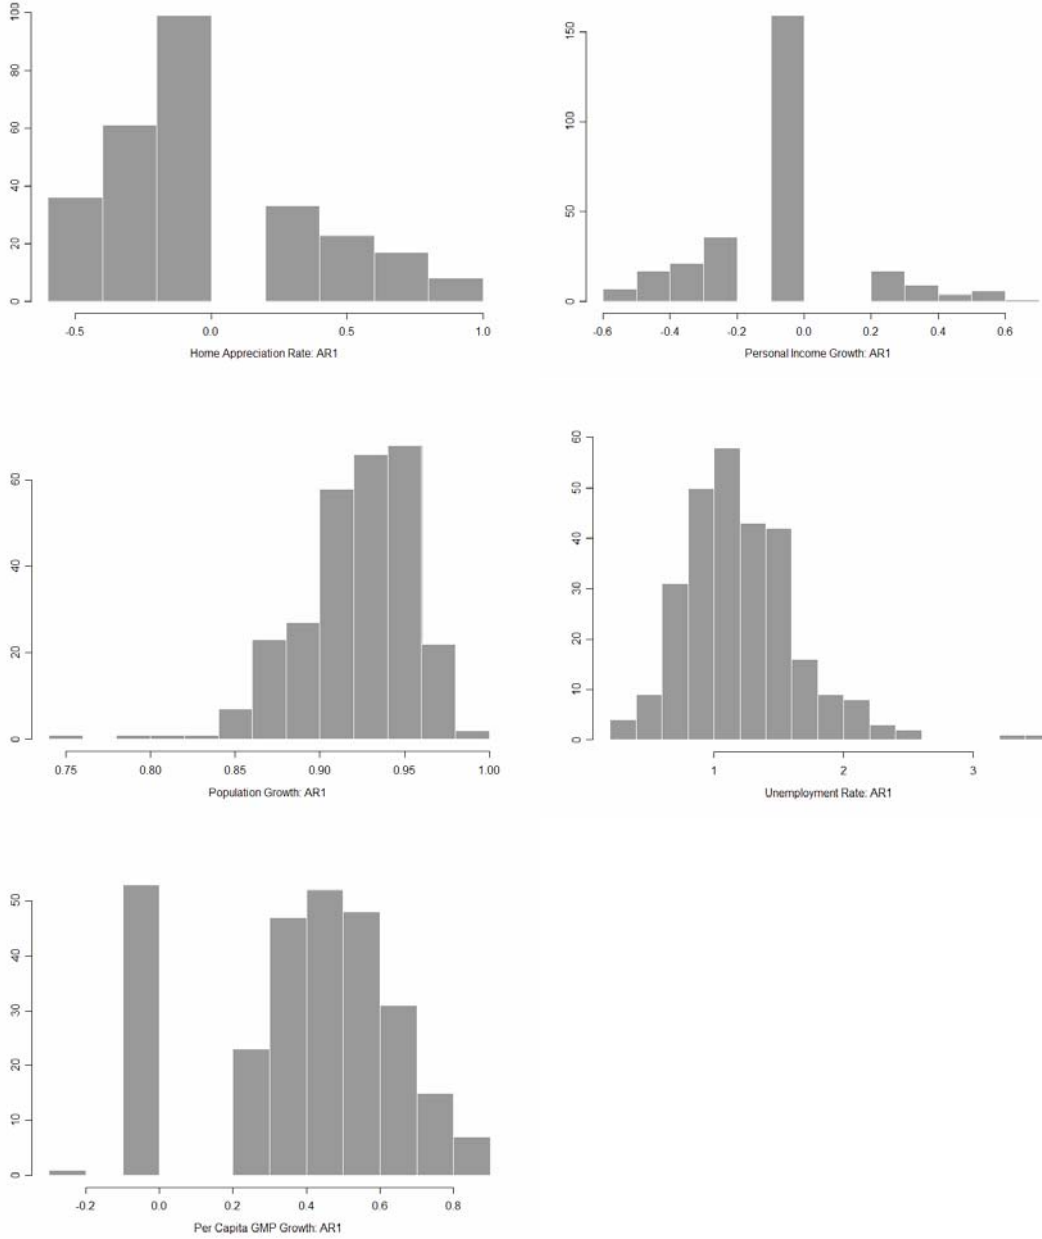 100
80
60
40
20
0
-0.5 0.0 0.5 1.0
Home Appreciation Rate: AR1
150
100
50
0
-0.6 -0.4 -0.2 0.0 0.2 0.4 0.6
Personal Income Growth: AR1
60
40
20
0
0.75 0.80 0.85 0.90 0.95 1.00
Population Growth: AR1
60
50
40
30
20
10
0
1 2 3
Unemployment Rate: AR1
50
40
30
20
10
0
-0.2 0.0 0.2 0.4 0.6 0.8
Per Capita GMP Growth: AR1